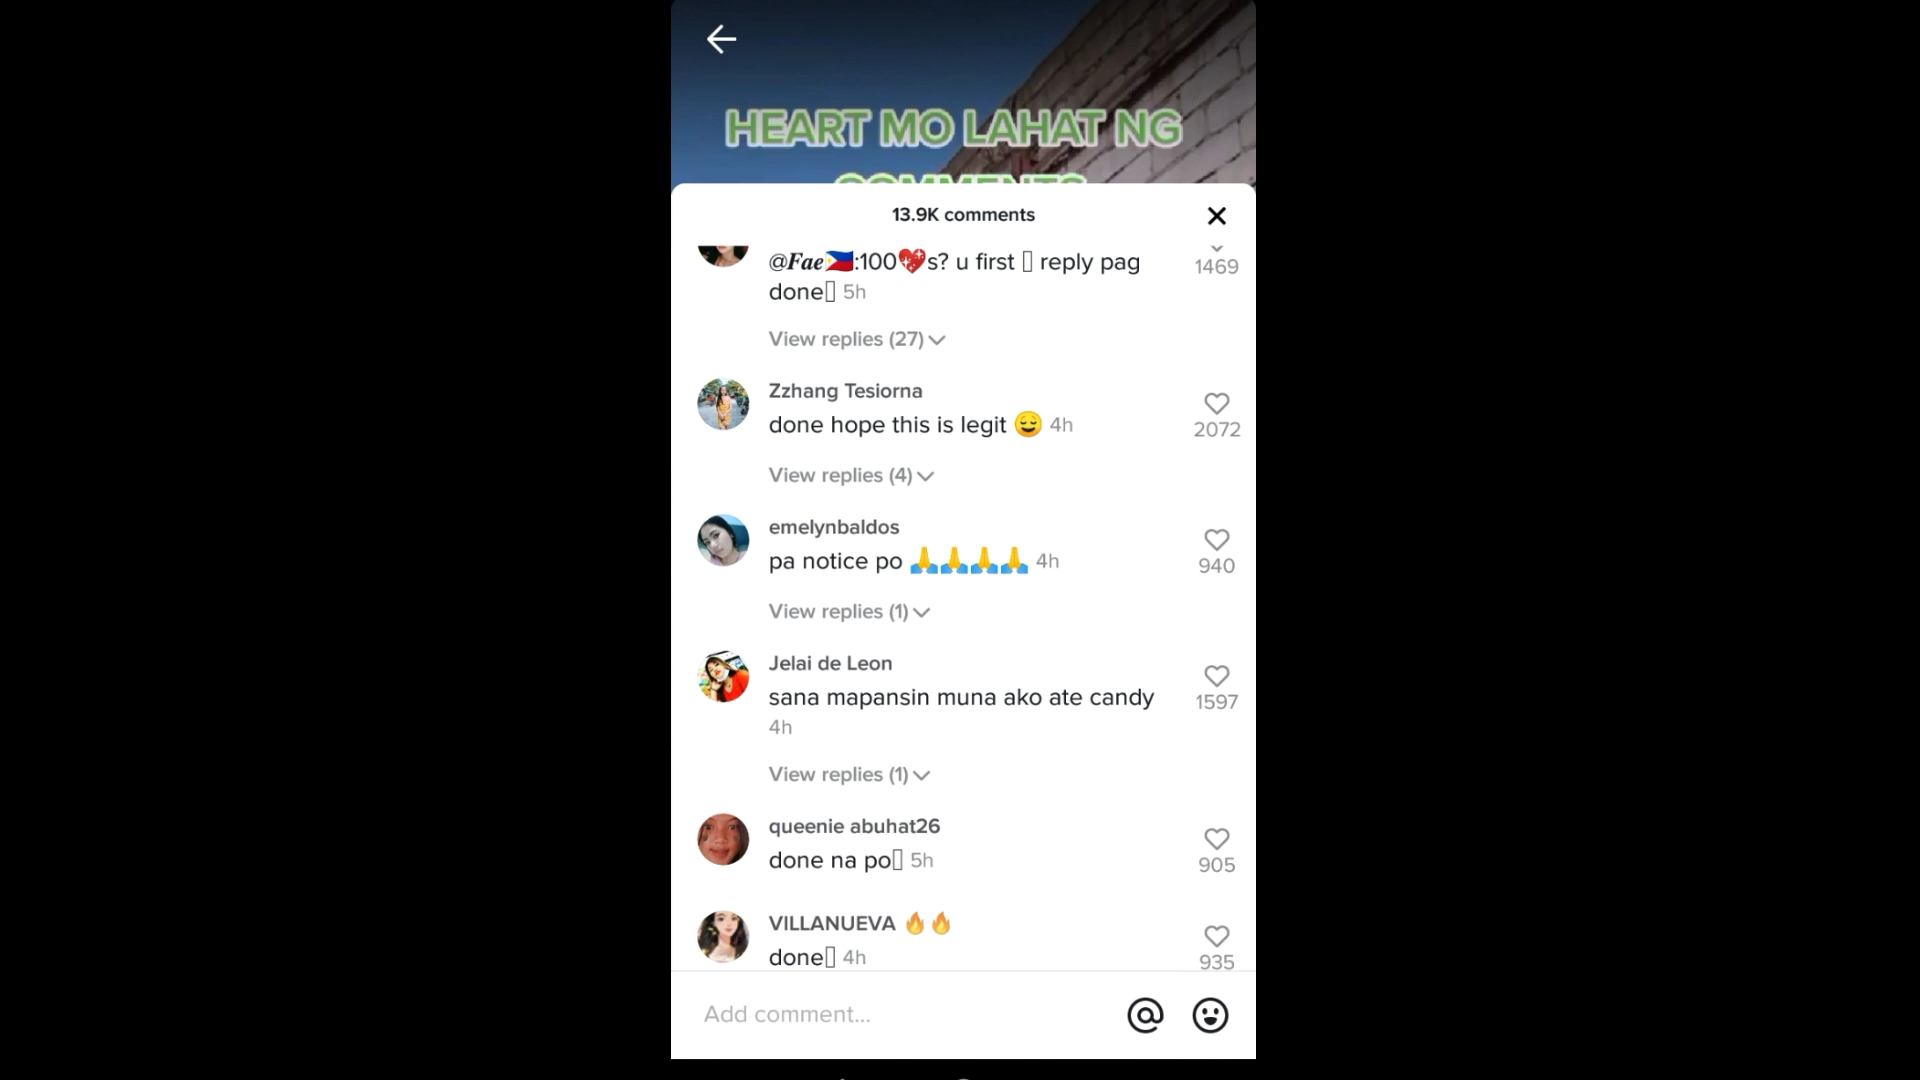 HEART MO LAHAT NG
COMMENTS
13.9K comments
@Fae🇵🇭:100💖s? u first ▯ reply pag
done▯ 5h
1469
View replies (27)
Zzhang Tesiorna
done hope this is legit 😌 4h
2072
View replies (4)
emelynbaldos
pa notice po 🙏🙏🙏🙏 4h
940
View replies (1)
Jelai de Leon
sana mapansin muna ako ate candy
4h
1597
View replies (1)
queenie abuhat26
done na po▯ 5h
905
VILLANUEVA 🔥🔥
done▯ 4h
935
Add comment...